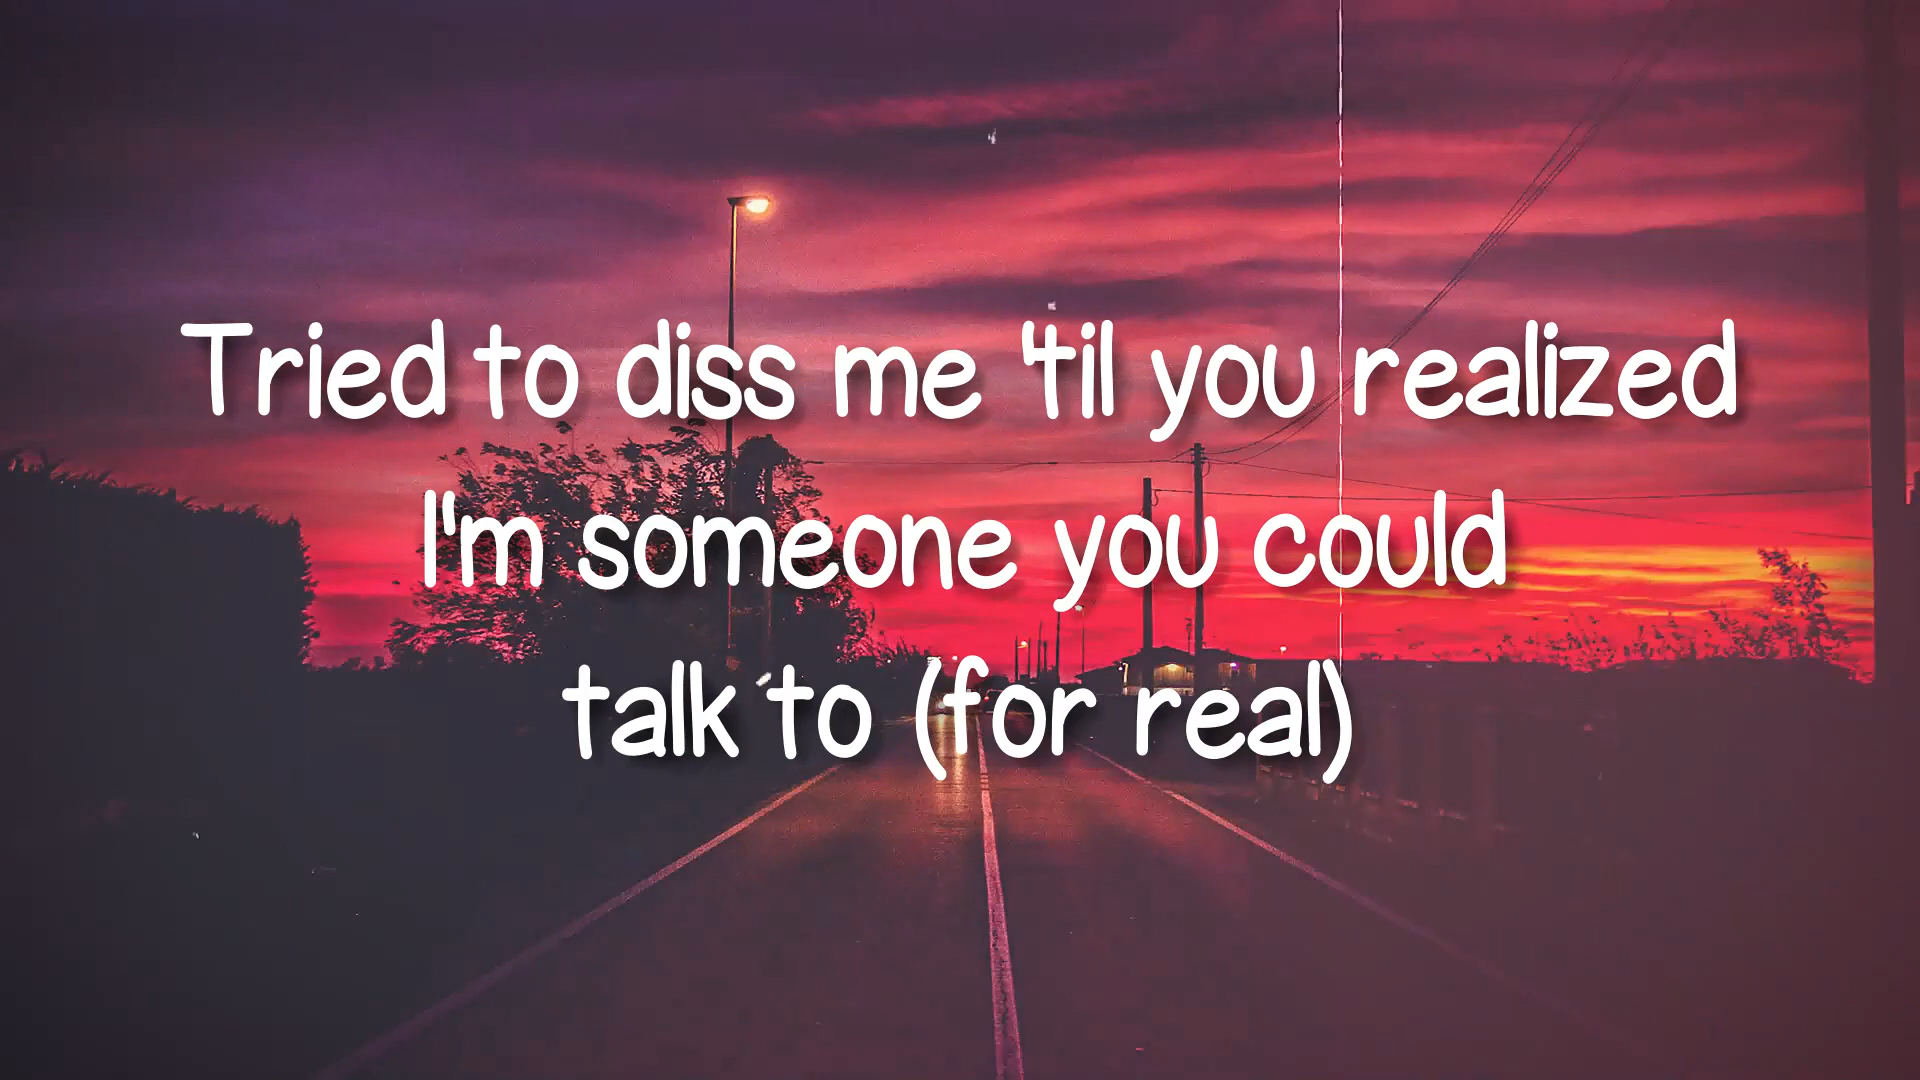 Tried to diss me 'til you realized
I'm someone you could
talk to (for real)